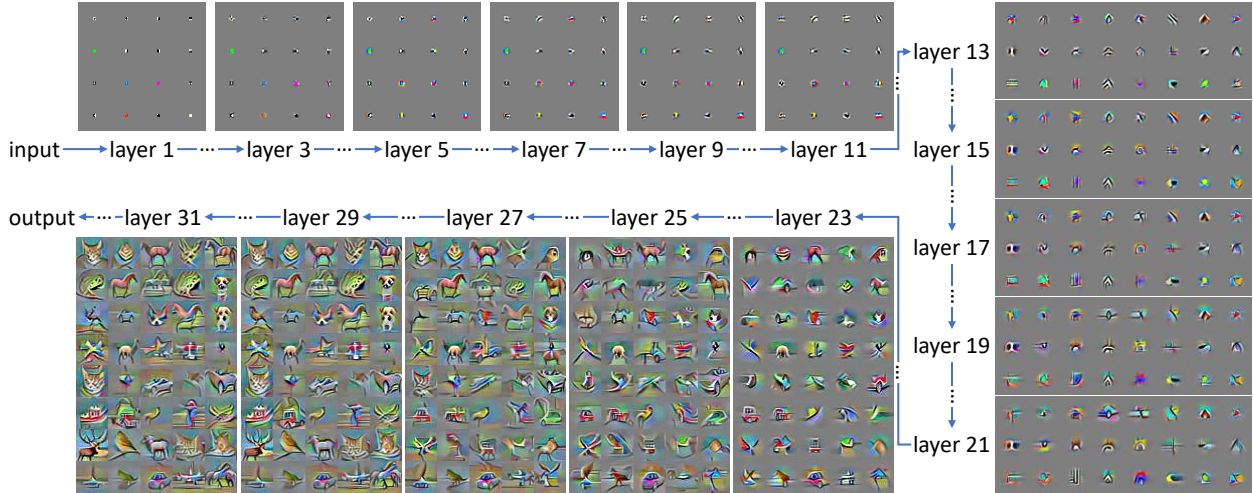 input layer 1 ... layer 3 ... layer 5 ... layer 7 ... layer 9 ... layer 11
...
layer 13
...
layer 15
...
layer 17
...
layer 19
...
layer 21
...
output ... layer 31 ... layer 29 ... layer 27 ... layer 25 ... layer 23